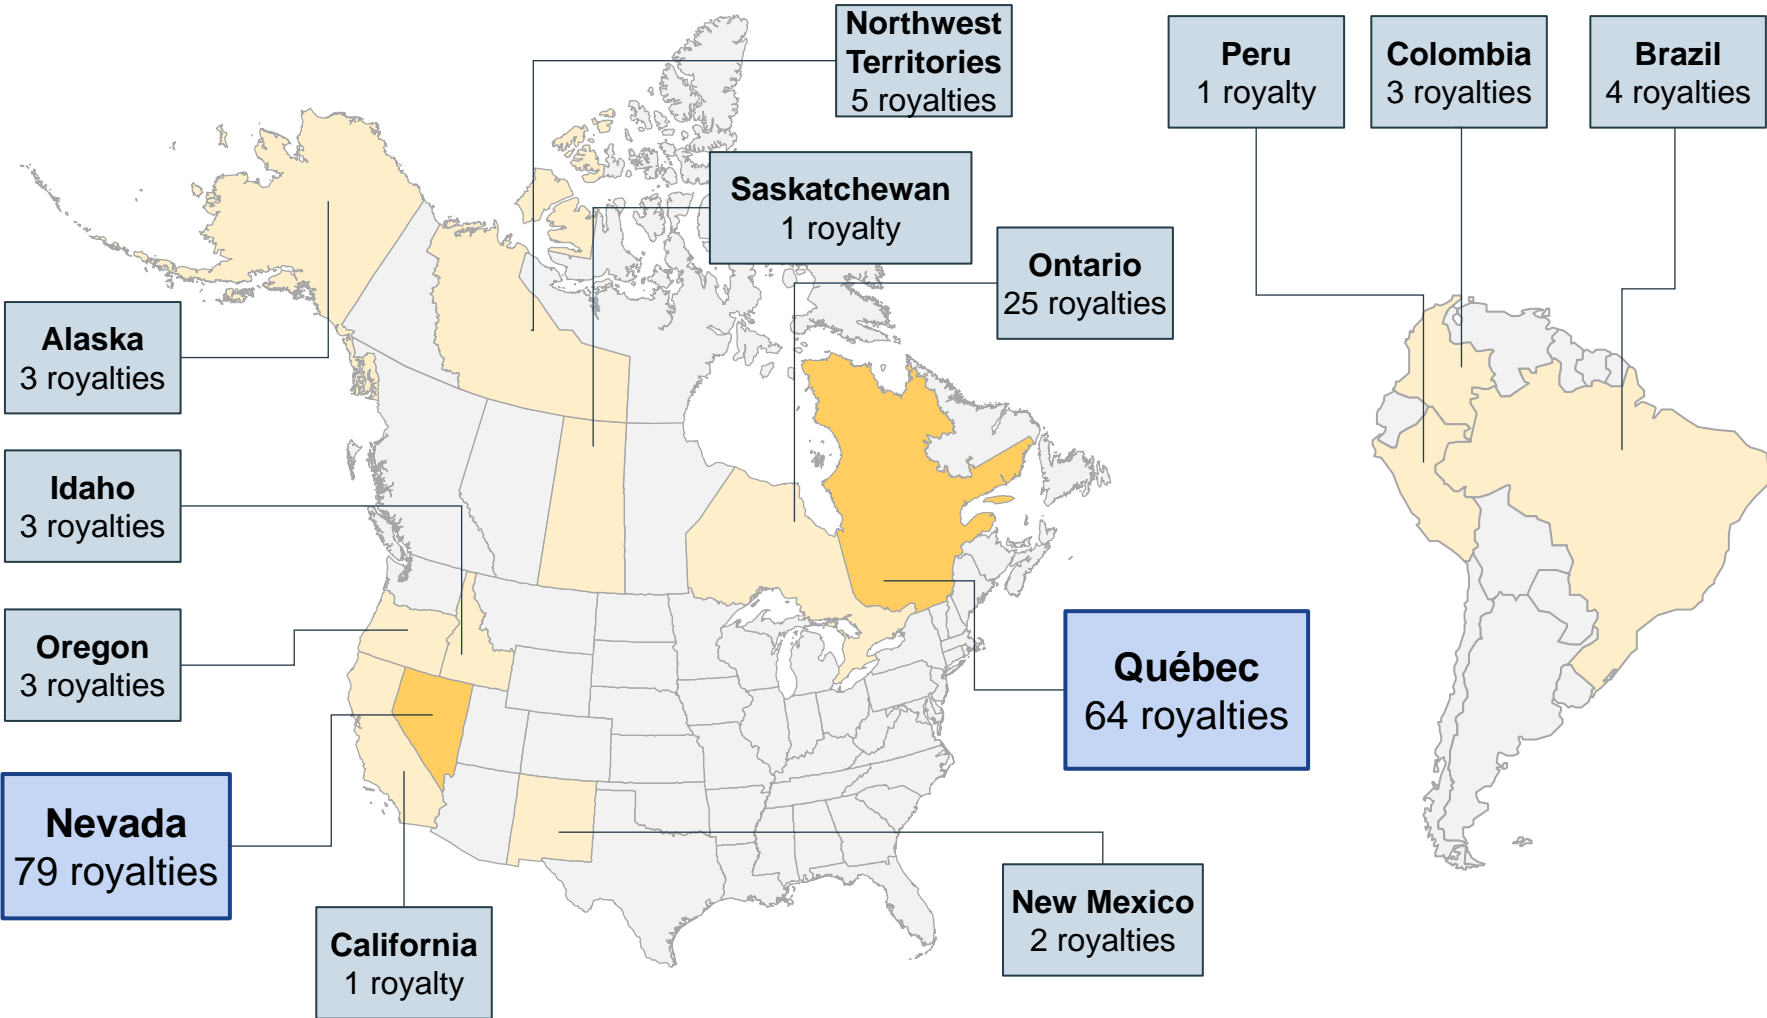 Northwest
Territories
5 royalties
Peru
1 royalty
Colombia
3 royalties
Brazil
4 royalties
Saskatchewan
1 royalty
Ontario
25 royalties
Alaska
3 royalties
Idaho
3 royalties
Oregon
3 royalties
Québec
64 royalties
Nevada
79 royalties
New Mexico
2 royalties
California
1 royalty